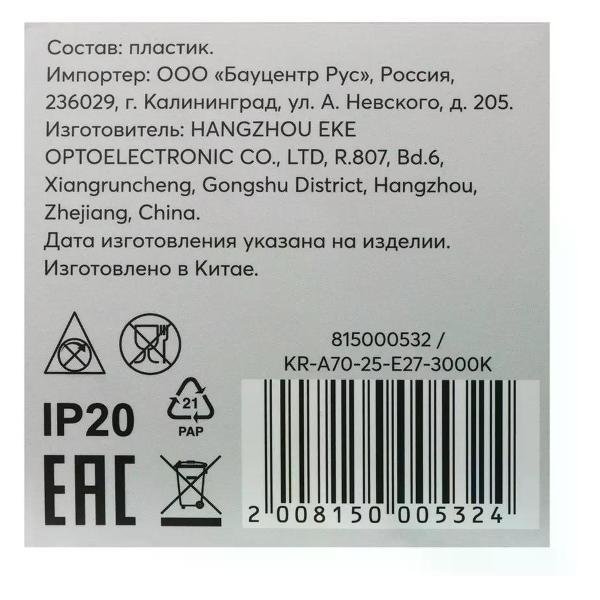 Состав: пластик.
Импортер: ООО «Бауцентр Рус», Россия,
236029, г. Калининград, ул. А. Невского, д. 205.
Изготовитель: HANGZHOU EKE
OPTOELECTRONIC CO., LTD, R.807, Bd.6,
Xiangruncheng, Gongshu District, Hangzhou,
Zhejiang, China.
Дата изготовления указана на изделии.
Изготовлено в Китае.
815000532 /
KR-A70-25-E27-3000K
IP20
21
PAP
EAC
2 008150 005324